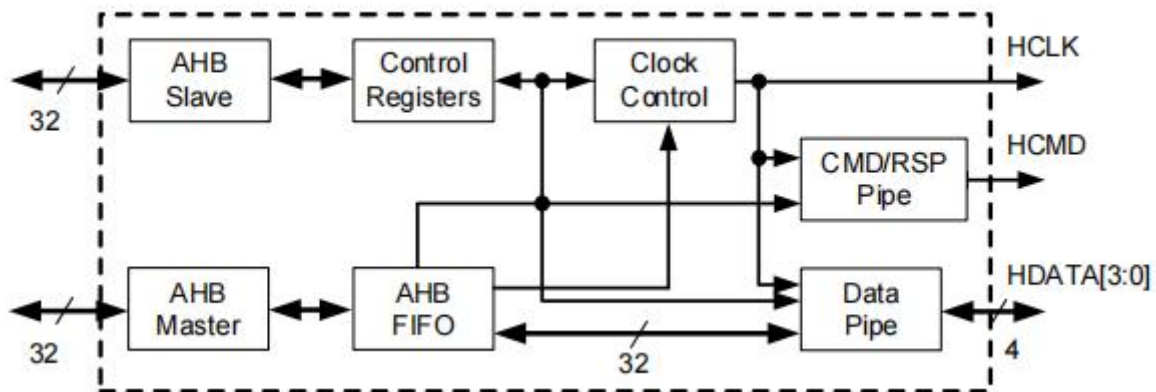 HCLK
AHB
Slave
Control
Registers
Clock
Control
32
HCMD
CMD/RSP
Pipe
HDATA[3:0]
AHB
Master
AHB
FIFO
Data
Pipe
32
32
4